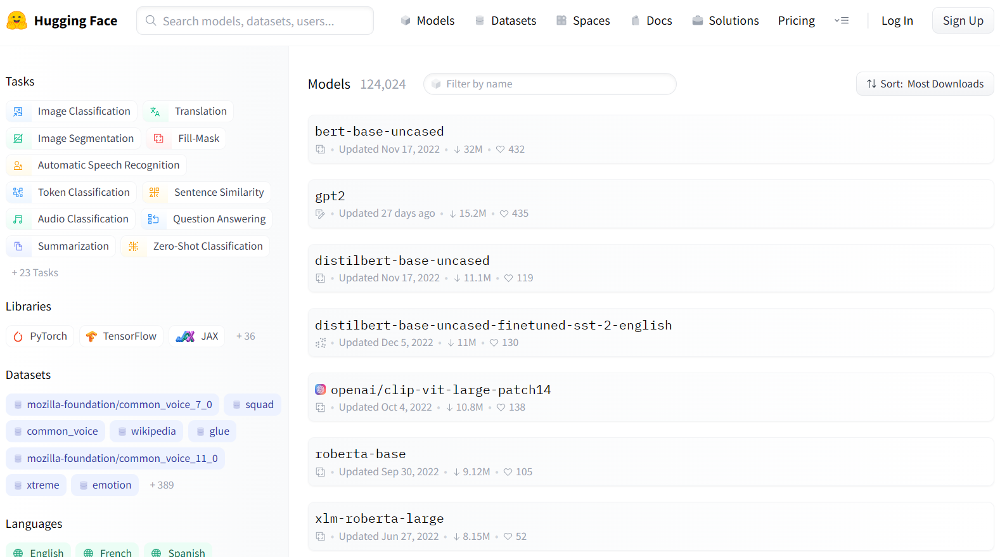 Hugging Face
Search models, datasets, users...
Models
Datasets
Spaces
Docs
Solutions
Pricing
Log In
Sign Up
Tasks
Image Classification
Translation
Image Segmentation
Fill-Mask
Automatic Speech Recognition
Token Classification
Sentence Similarity
Audio Classification
Question Answering
Summarization
Zero-Shot Classification
+ 23 Tasks
Libraries
PyTorch
TensorFlow
JAX
+ 36
Datasets
mozilla-foundation/common_voice_7_0
squad
common_voice
wikipedia
glue
mozilla-foundation/common_voice_11_0
xtreme
emotion
+ 389
Languages
English
French
Spanish
Models 124,024
Filter by name
↑↓ Sort: Most Downloads
bert-base-uncased
• Updated Nov 17, 2022 • ↓ 32M • ♡ 432
gpt2
• Updated 27 days ago • ↓ 15.2M • ♡ 435
distilbert-base-uncased
• Updated Nov 17, 2022 • ↓ 11.1M • ♡ 119
distilbert-base-uncased-finetuned-sst-2-english
• Updated Dec 5, 2022 • ↓ 11M • ♡ 130
openai/clip-vit-large-patch14
• Updated Oct 4, 2022 • ↓ 10.8M • ♡ 138
roberta-base
• Updated Sep 30, 2022 • ↓ 9.12M • ♡ 105
xlm-roberta-large
• Updated Jun 27, 2022 • ↓ 8.15M • ♡ 52